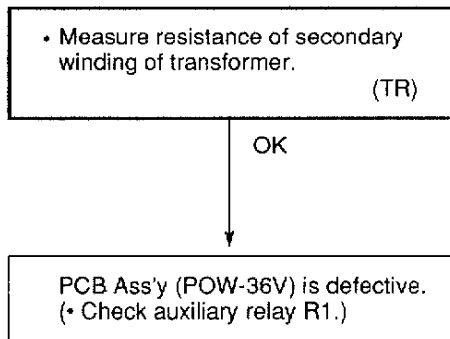 • Measure resistance of secondary
winding of transformer.
(TR)
OK
PCB Ass'y (POW-36V) is defective.
(• Check auxiliary relay R1.)